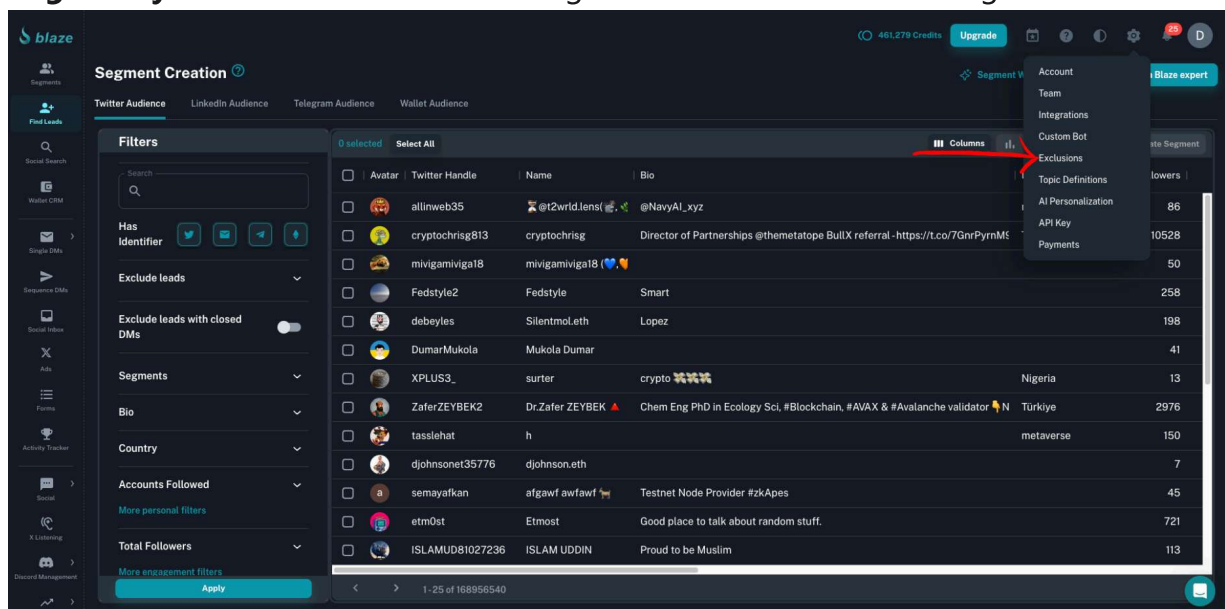 blaze
461,279 Credits
Upgrade
25
D
Segments
Find Leads
Social Search
Wallet CRM
Single DMs
Sequence DMs
Social Inbox
Ads
Forms
Activity Tracker
Social
X Listening
Discord Management
Segment Creation
Segment
Blaze expert
Twitter Audience LinkedIn Audience Telegram Audience Wallet Audience
Account
Team
Integrations
Custom Bot
Exclusions
Topic Definitions
AI Personalization
API Key
Payments
Filters
Search
Has
Identifier
Exclude leads
Exclude leads with closed
DMs
Segments
Bio
Country
Accounts Followed
More personal filters
Total Followers
More engagement filters
Apply
0 selected Select All Columns Segment
Avatar Twitter Handle Name Bio
allinweb35 @t2wrld.lens( @NavyAI_xyz 86
cryptochrisg813 cryptochrisg Director of Partnerships @themetatope BullX referral - https://t.co/7GnrPyrnMS 10528
mivigamiviga18 mivigamiviga18 ( 50
Fedstyle2 Fedstyle Smart 258
debeyles Silentmol.eth Lopez 198
DumarMukola Mukola Dumar 41
XPLUS3_ surter crypto 💸💸💸 Nigeria 13
ZaferZEYBEK2 Dr.Zafer ZEYBEK 🔺 Chem Eng PhD in Ecology Sci, #Blockchain, #AVAX & #Avalanche validator 👇N Türkiye 2976
tasslehat h metaverse 150
djohnsonet35776 djohnson.eth 7
a semayafkan afgawf awfawf Testnet Node Provider #zkApes 45
etm0st Etmost Good place to talk about random stuff. 721
ISLAMUD81027236 ISLAM UDDIN Proud to be Muslim 113
1-25 of 168956540